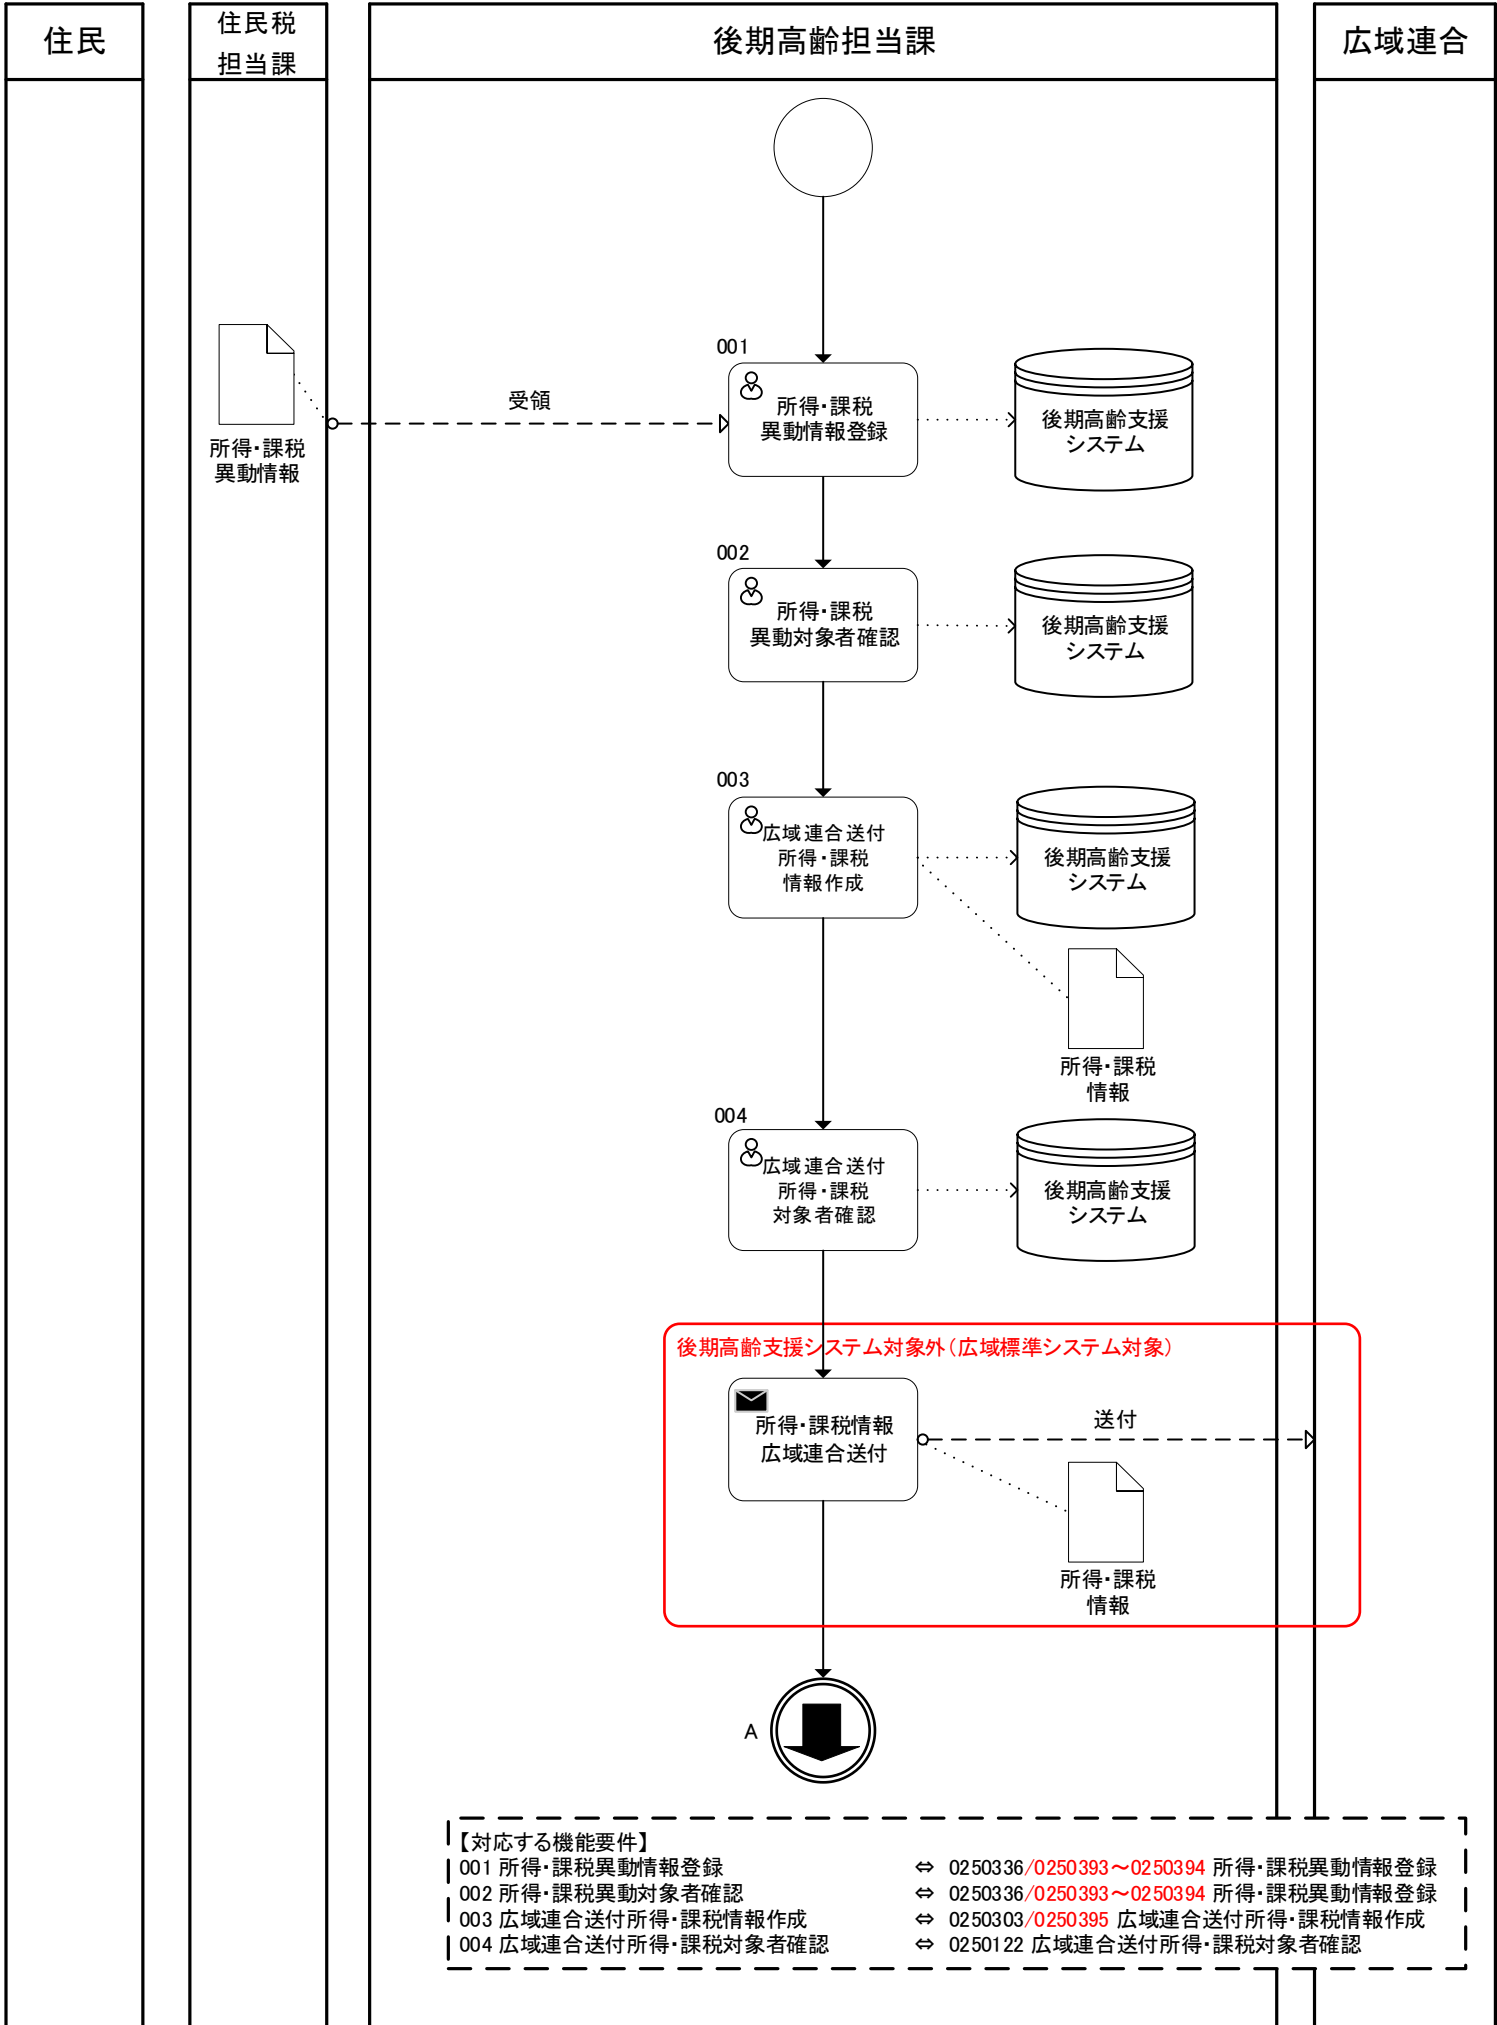 住民
住民税
担当課
後期高齢担当課
広域連合
所得・課税
異動情報
受領
001
所得・課税
異動情報登録
後期高齢支援
システム
002
所得・課税
異動対象者確認
後期高齢支援
システム
003
広域連合送付
所得・課税
情報作成
後期高齢支援
システム
所得・課税
情報
004
広域連合送付
所得・課税
対象者確認
後期高齢支援
システム
後期高齢支援システム対象外（広域標準システム対象）
所得・課税情報
広域連合送付
送付
所得・課税
情報
A
【対応する機能要件】
001 所得・課税異動情報登録 ⇔ 0250336/0250393～0250394 所得・課税異動情報登録
002 所得・課税異動対象者確認 ⇔ 0250336/0250393～0250394 所得・課税異動情報登録
003 広域連合送付所得・課税情報作成 ⇔ 0250303/0250395 広域連合送付所得・課税情報作成
004 広域連合送付所得・課税対象者確認 ⇔ 0250122 広域連合送付所得・課税対象者確認